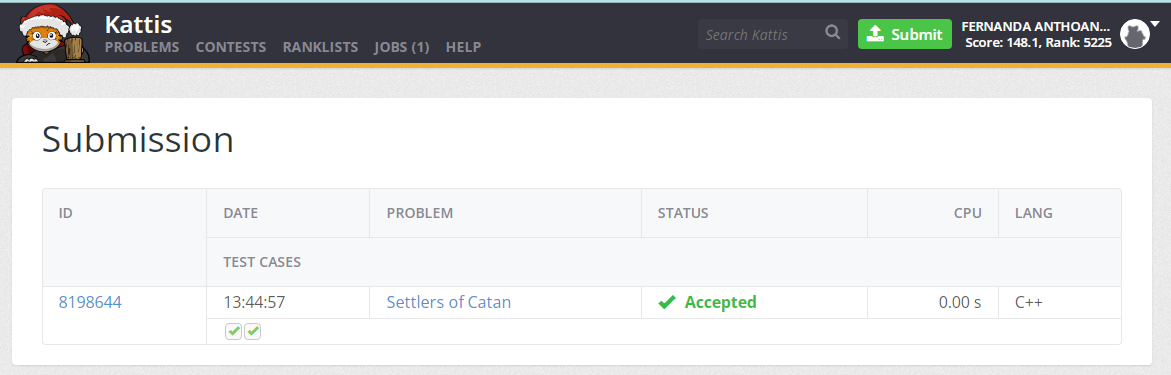 Kattis
PROBLEMS CONTESTS RANKLISTS JOBS (1) HELP
Search Kattis
Submit
FERNANDA ANTHOAN...
Score: 148.1, Rank: 5225
Submission
ID DATE PROBLEM STATUS CPU LANG
TEST CASES
8198644 13:44:57 Settlers of Catan Accepted 0.00 s C++